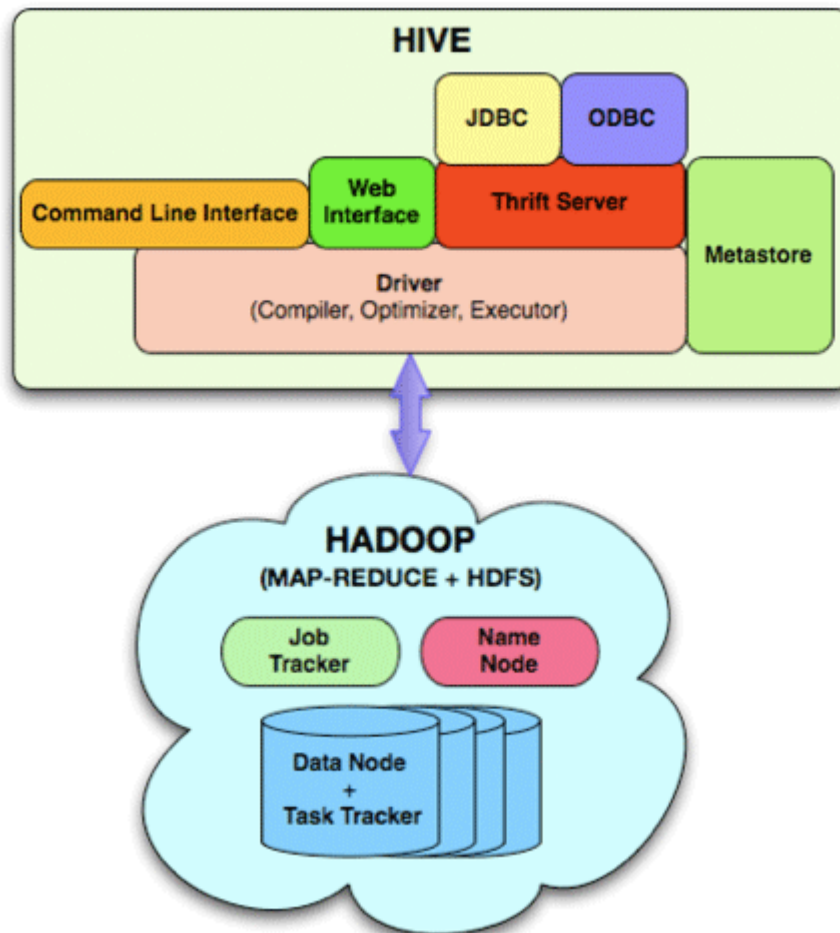 HIVE
JDBC
ODBC
Command Line Interface
Web
Interface
Thrift Server
Metastore
Driver
(Compiler, Optimizer, Executor)
HADOOP
(MAP-REDUCE + HDFS)
Job
Tracker
Name
Node
Data Node
+
Task Tracker